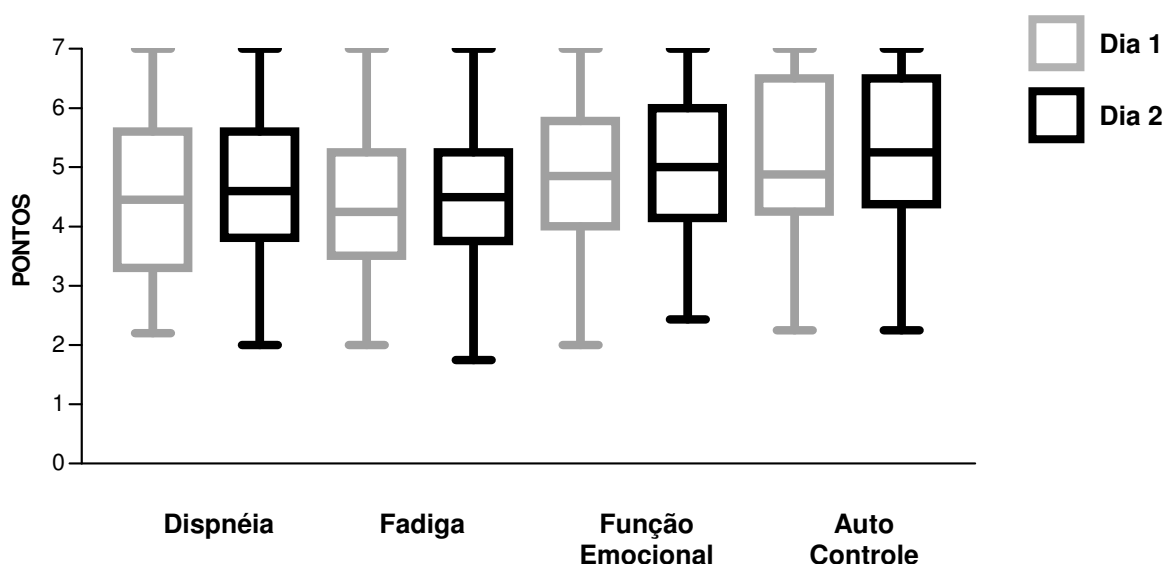 Dia 1
Dia 2
PONTOS
7
6
5
4
3
2
1
0
Dispnéia
Fadiga
Função
Emocional
Auto
Controle